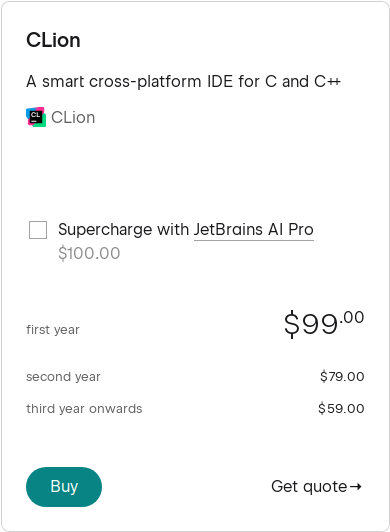 CLion
A smart cross-platform IDE for C and C++
CL
CLion
Supercharge with JetBrains AI Pro
$100.00
first year $99.00
second year $79.00
third year onwards $59.00
Buy Get quote→